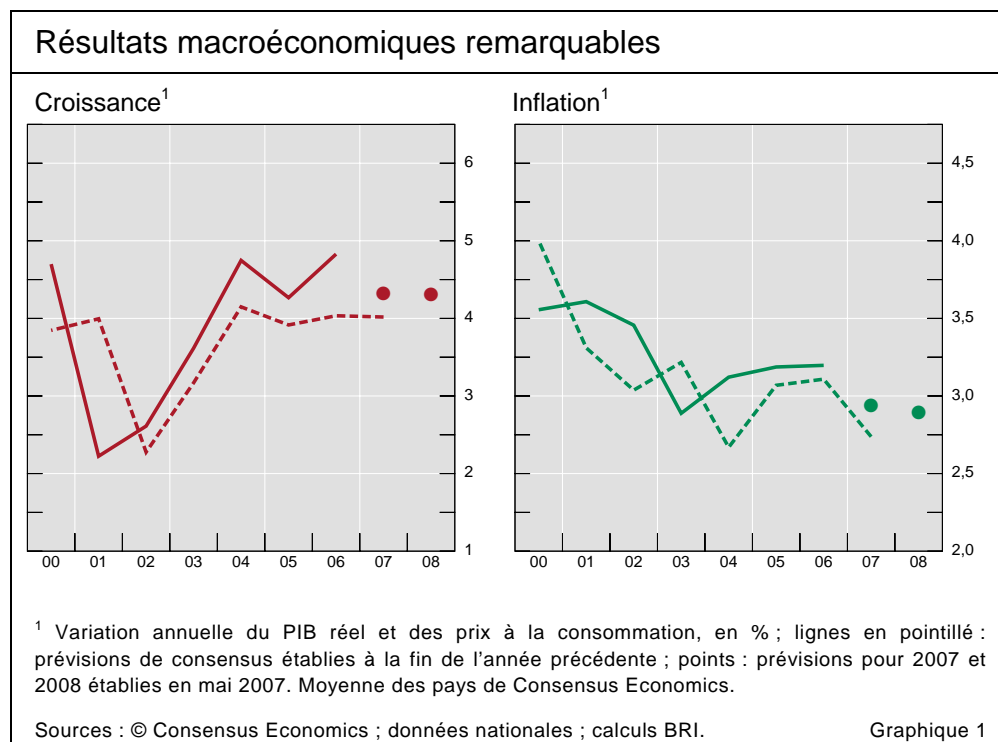 Résultats macroéconomiques remarquables
Croissance¹
6
5
4
3
2
1
00 01 02 03 04 05 06 07 08
Inflation¹
4,5
4,0
3,5
3,0
2,5
2,0
00 01 02 03 04 05 06 07 08
¹ Variation annuelle du PIB réel et des prix à la consommation, en % ; lignes en pointillé :
prévisions de consensus établies à la fin de l’année précédente ; points : prévisions pour 2007 et
2008 établies en mai 2007. Moyenne des pays de Consensus Economics.
Sources : © Consensus Economics ; données nationales ; calculs BRI. Graphique 1